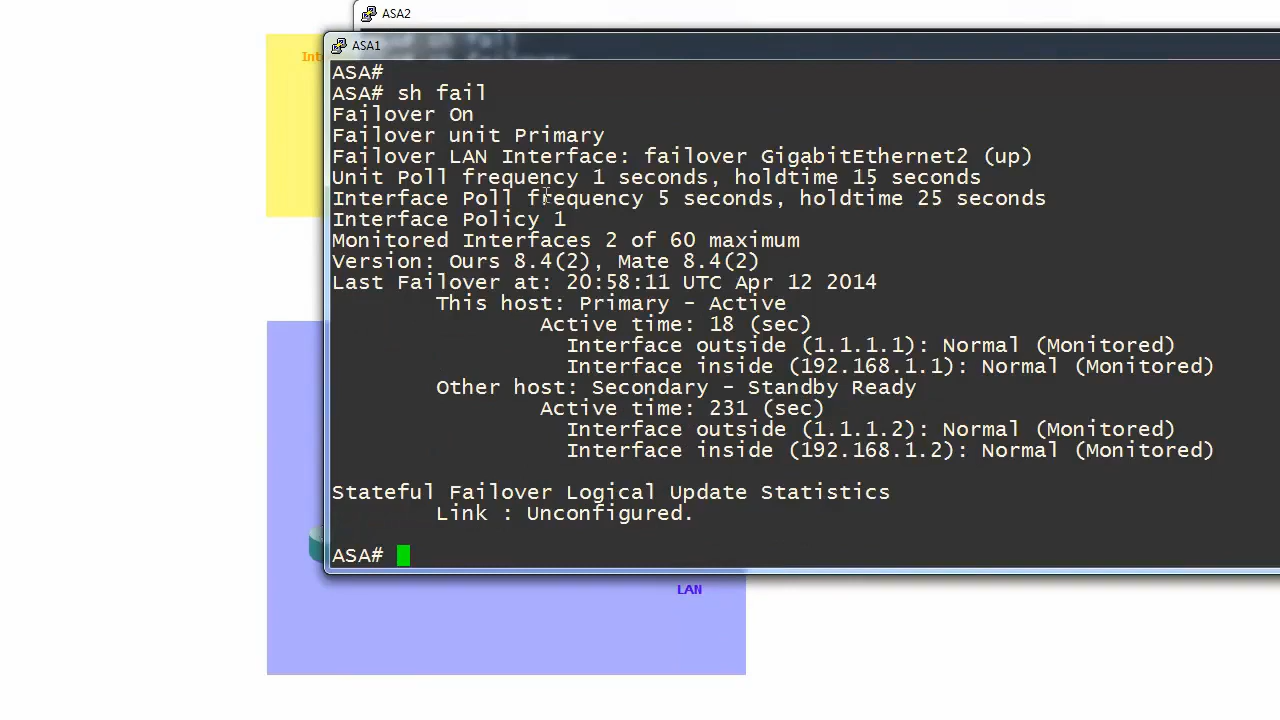 ASA2
ASA1
Int
ASA#
ASA# sh fail
Failover On
Failover unit Primary
Failover LAN Interface: failover GigabitEthernet2 (up)
Unit Poll frequency 1 seconds, holdtime 15 seconds
Interface Poll frequency 5 seconds, holdtime 25 seconds
Interface Policy 1
Monitored Interfaces 2 of 60 maximum
Version: Ours 8.4(2), Mate 8.4(2)
Last Failover at: 20:58:11 UTC Apr 12 2014
This host: Primary - Active
Active time: 18 (sec)
Interface outside (1.1.1.1): Normal (Monitored)
Interface inside (192.168.1.1): Normal (Monitored)
Other host: Secondary - Standby Ready
Active time: 231 (sec)
Interface outside (1.1.1.2): Normal (Monitored)
Interface inside (192.168.1.2): Normal (Monitored)
Stateful Failover Logical Update Statistics
Link : Unconfigured.
ASA#
LAN